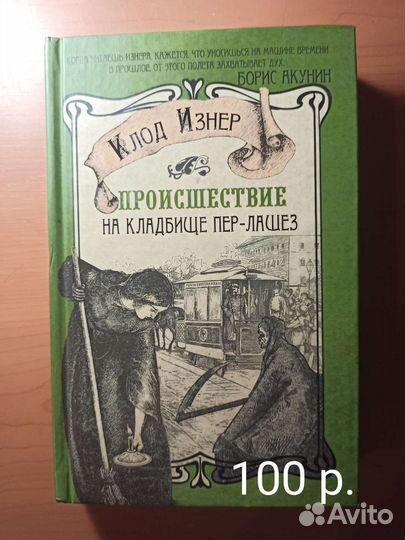 КОГДА ЧИТАЕШЬ ИЗНЕРА, КАЖЕТСЯ, ЧТО УНОСИШЬСЯ НА МАШИНЕ ВРЕМЕНИ
В ПРОШЛОЕ. ОТ ЭТОГО ПОЛЕТА ЗАХВАТЫВАЕТ ДУХ.
БОРИС АКУНИН
КЛОД ИЗНЕР
ПРОИСШЕСТВИЕ
НА КЛАДБИЩЕ ПЕР-ЛАШЕЗ
100 р.
Avito